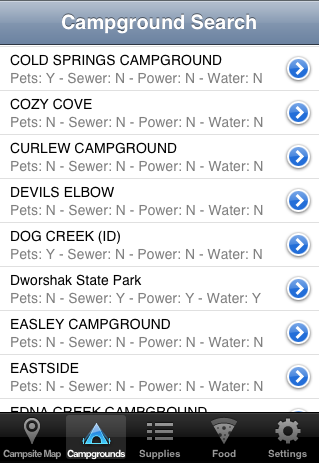 Campground Search
COLD SPRINGS CAMPGROUND
Pets: Y - Sewer: N - Power: N - Water: N
COZY COVE
Pets: N - Sewer: N - Power: N - Water: N
CURLEW CAMPGROUND
Pets: N - Sewer: N - Power: N - Water: N
DEVILS ELBOW
Pets: N - Sewer: N - Power: N - Water: N
DOG CREEK (ID)
Pets: Y - Sewer: N - Power: N - Water: N
Dworshak State Park
Pets: N - Sewer: Y - Power: Y - Water: Y
EASLEY CAMPGROUND
Pets: N - Sewer: N - Power: N - Water: N
EASTSIDE
Pets: N - Sewer: N - Power: N - Water: N
EDNA CREEK CAMPGROUND
Campsite Map Campgrounds Supplies Food Settings